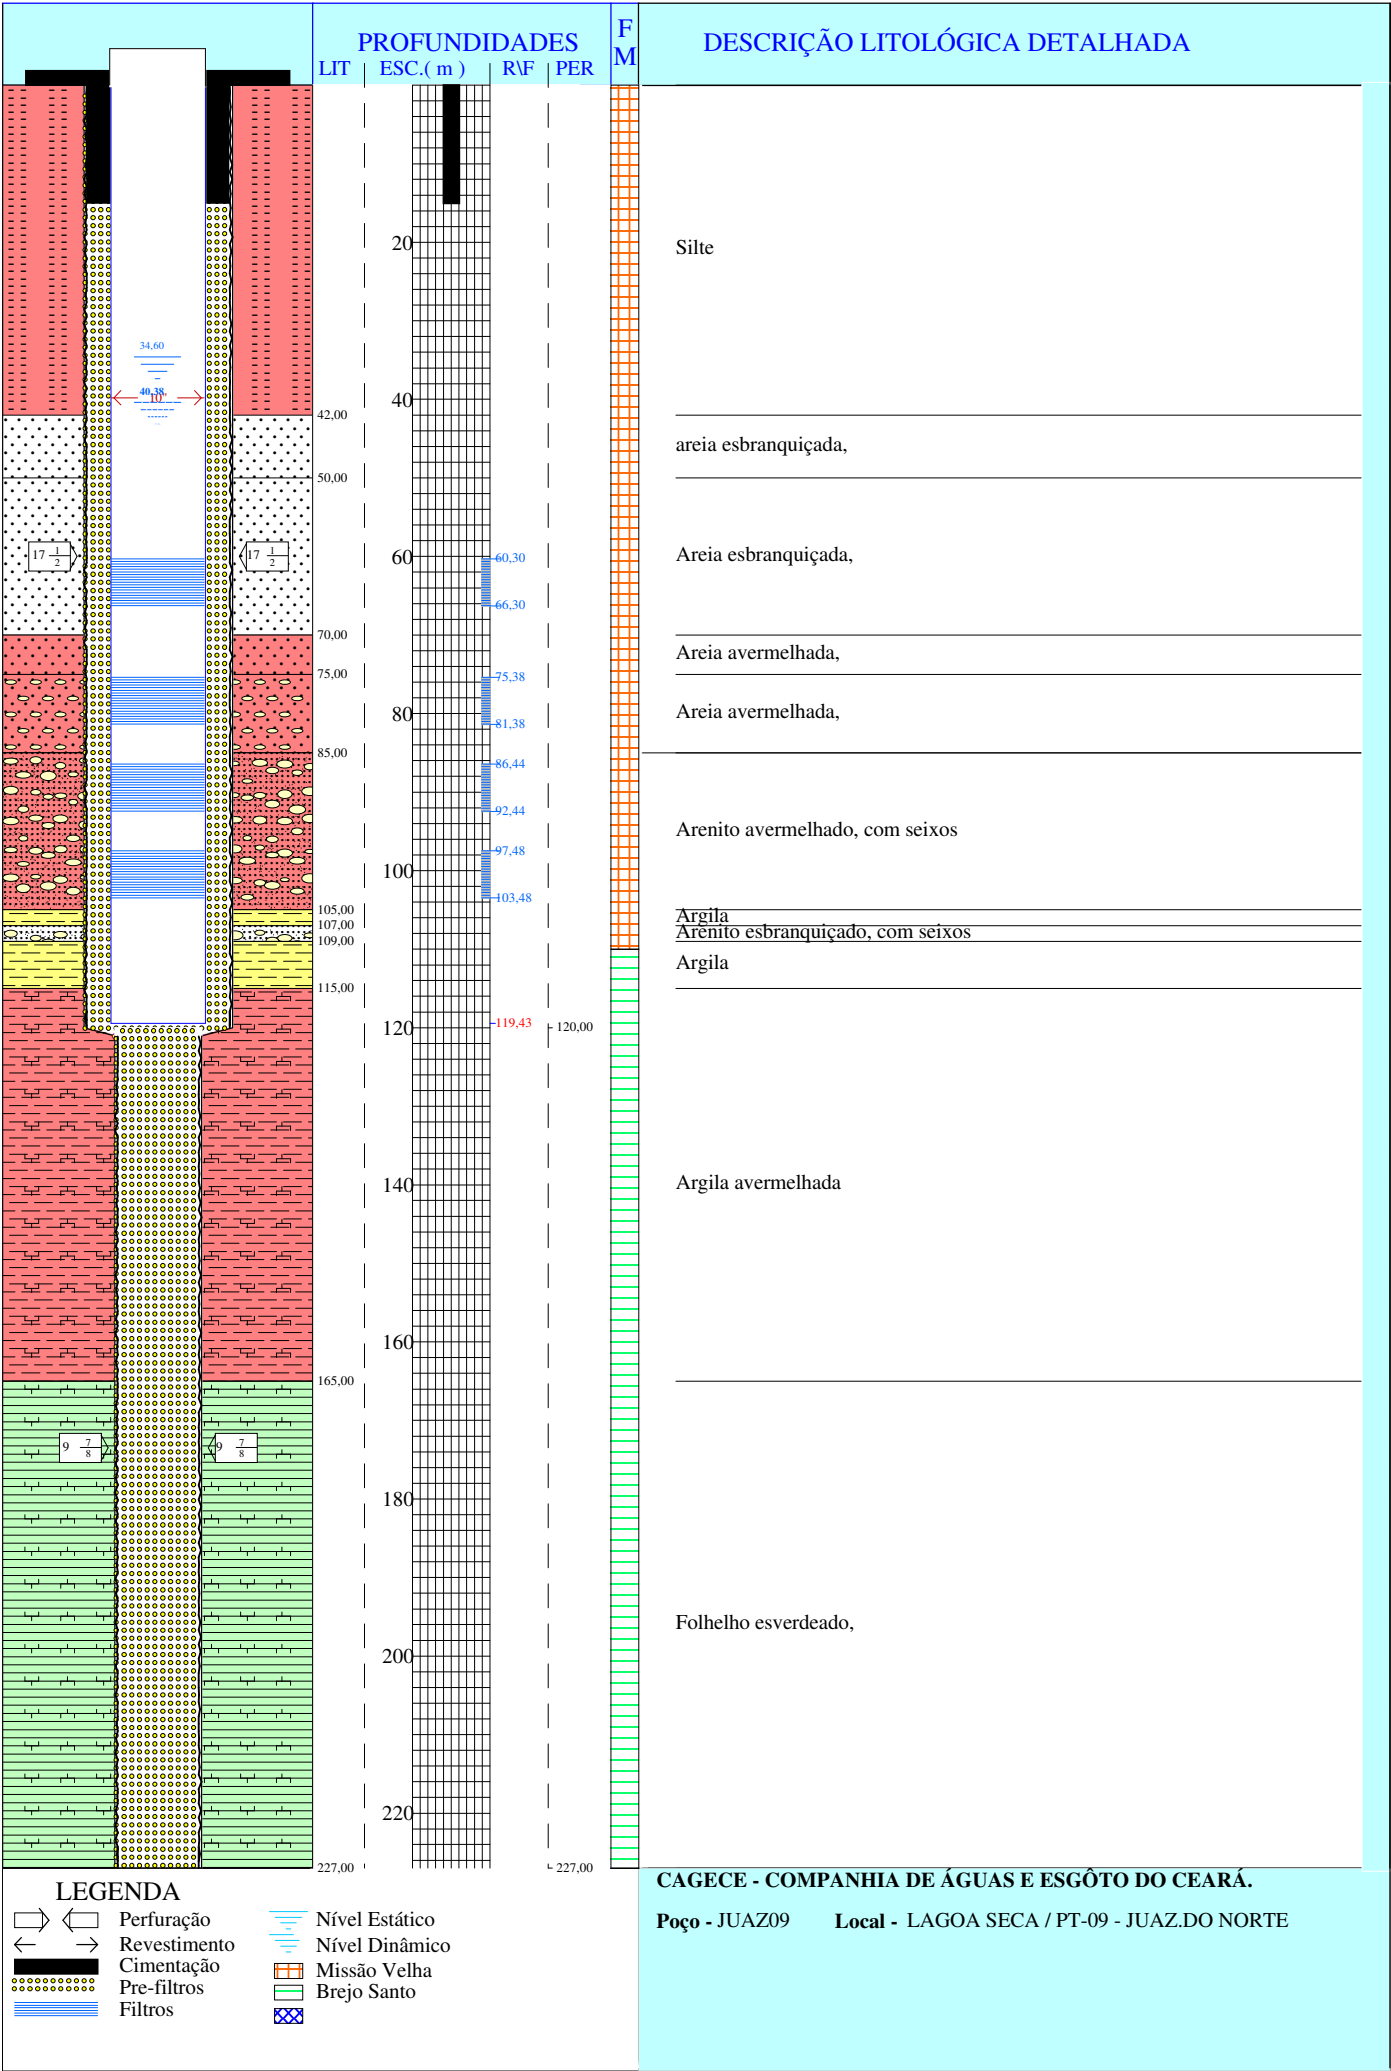 PROFUNDIDADES
F
M
DESCRIÇÃO LITOLÓGICA DETALHADA
LIT ESC.( m ) R\F PER
20
Silte
34,60
40,38,
10
40
42,00
areia esbranquiçada,
50,00
17 1/2
17 1/2
60
60,30
Areia esbranquiçada,
66,30
70,00
Areia avermelhada,
75,00
75,38
80
81,38
Areia avermelhada,
85,00
86,44
92,44
Arenito avermelhado, com seixos
97,48
100
103,48
105,00
Argila
107,00
Arenito esbranquiçado, com seixos
109,00
Argila
115,00
119,43
120
120,00
140
Argila avermelhada
160
165,00
9 7/8
9 7/8
180
Folhelho esverdeado,
200
220
227,00
227,00
LEGENDA
Perfuração
Revestimento
Cimentação
Pre-filtros
Filtros
Nível Estático
Nível Dinâmico
Missão Velha
Brejo Santo
CAGECE - COMPANHIA DE ÁGUAS E ESGÔTO DO CEARÁ.
Poço - JUAZ09 Local - LAGOA SECA / PT-09 - JUAZ.DO NORTE